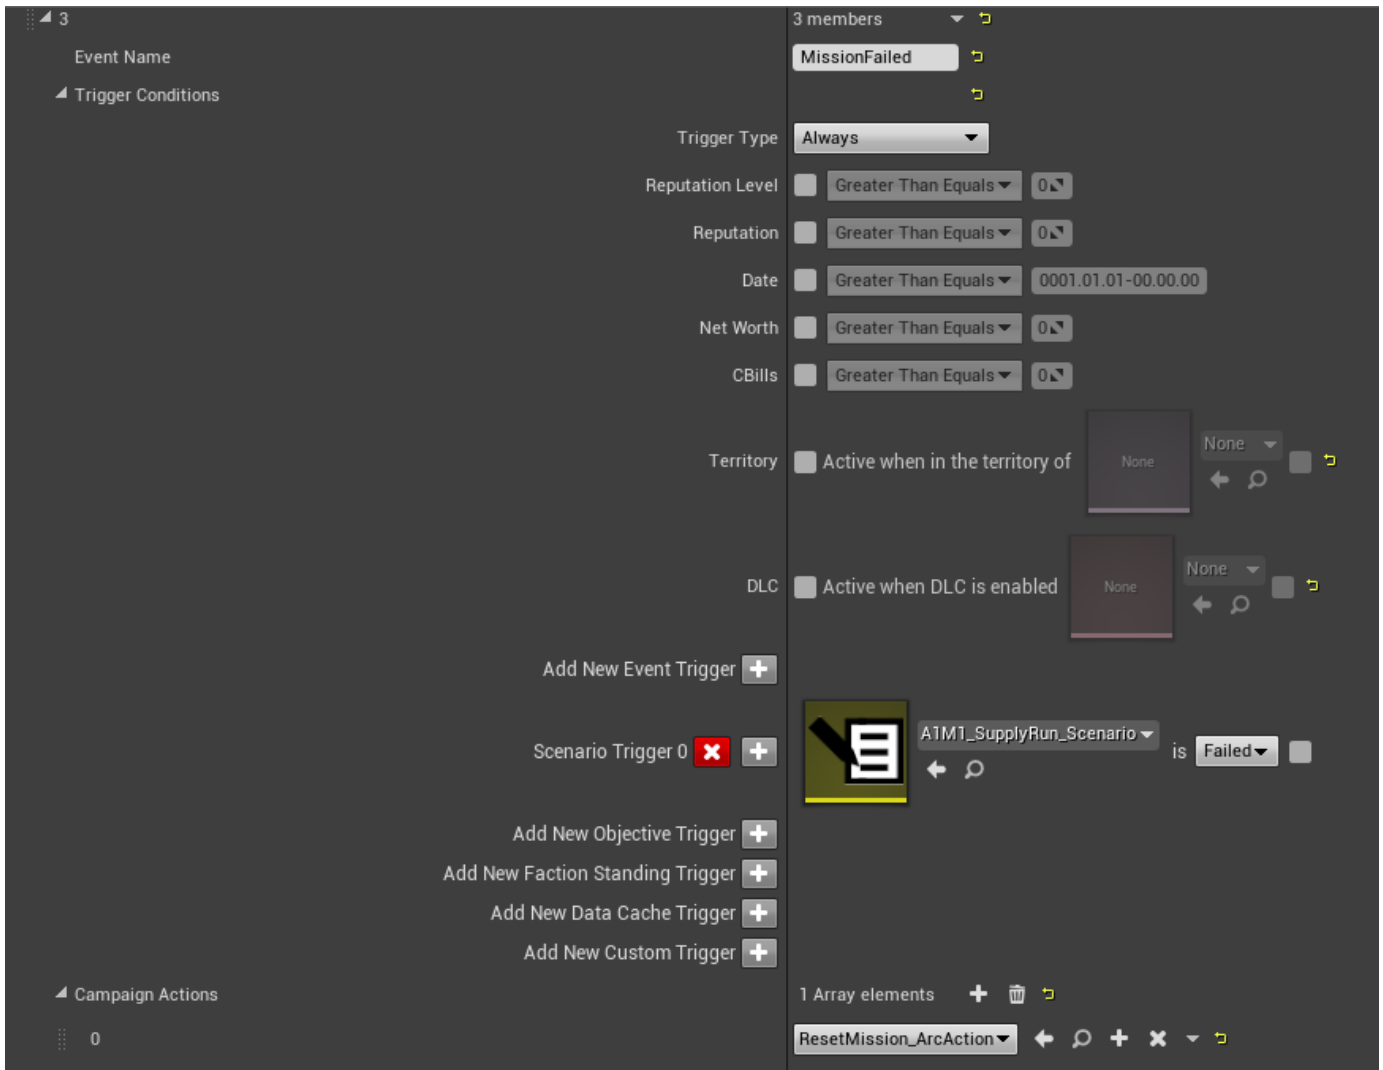 3 3 members
Event Name MissionFailed
Trigger Conditions
Trigger Type Always
Reputation Level Greater Than Equals 0
Reputation Greater Than Equals 0
Date Greater Than Equals 0001.01.01-00.00.00
Net Worth Greater Than Equals 0
CBills Greater Than Equals 0
Territory Active when in the territory of None None
DLC Active when DLC is enabled None None
Add New Event Trigger
Scenario Trigger 0 A1M1_SupplyRun_Scenario is Failed
Add New Objective Trigger
Add New Faction Standing Trigger
Add New Data Cache Trigger
Add New Custom Trigger
Campaign Actions 1 Array elements
0 ResetMission_ArcAction